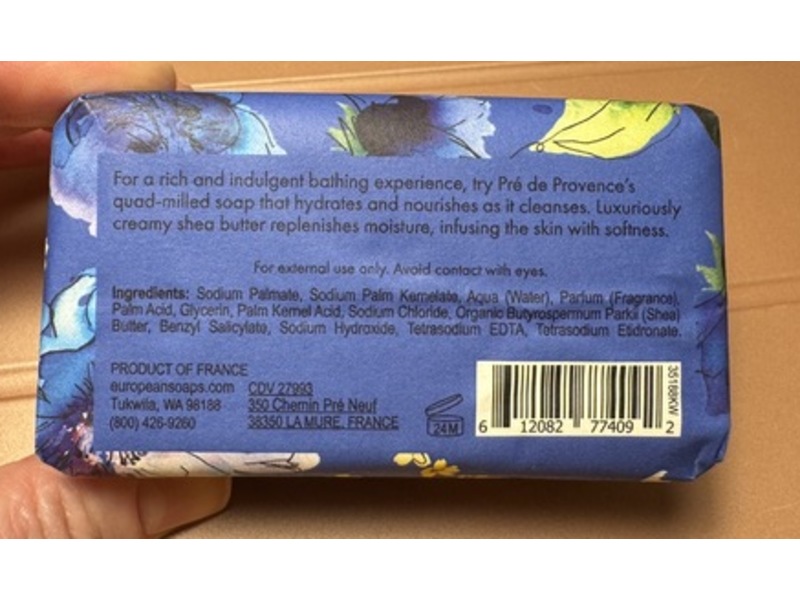 For a rich and indulgent bathing experience, try Pré de Provence's
quad-milled soap that hydrates and nourishes as it cleanses. Luxuriously
creamy shea butter replenishes moisture, infusing the skin with softness.
For external use only. Avoid contact with eyes.
Ingredients: Sodium Palmate, Sodium Palm Kernelate, Aqua (Water), Parfum (Fragrance),
Palm Acid, Glycerin, Palm Kernel Acid, Sodium Chloride, Organic Butyrospermum Parkii (Shea)
Butter, Benzyl Salicylate, Sodium Hydroxide, Tetrasodium EDTA, Tetrasodium Etidronate.
PRODUCT OF FRANCE
europeansoaps.com
Tukwila, WA 98188
(800) 426-9260
CDV 27993
350 Chemin Pré Neuf
38350 LA MURE, FRANCE
24M
6 12082 77409 2
35188KW